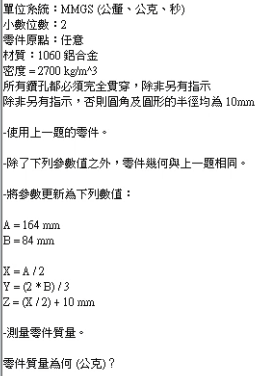 單位系統：MMGS (公釐、公克、秒)
小數位數：2
零件原點：任意
材質：1060 鋁合金
密度 = 2700 kg/m^3
所有鑽孔都必須完全貫穿，除非另有指示
除非另有指示，否則圓角及圓形的半徑均為 10mm
-使用上一題的零件。
-除了下列參數值之外，零件幾何與上一題相同。
-將參數更新為下列數值：
A = 164 mm
B = 84 mm
X = A / 2
Y = (2 * B) / 3
Z = (X / 2) + 10 mm
-測量零件質量。
零件質量為何 (公克)？